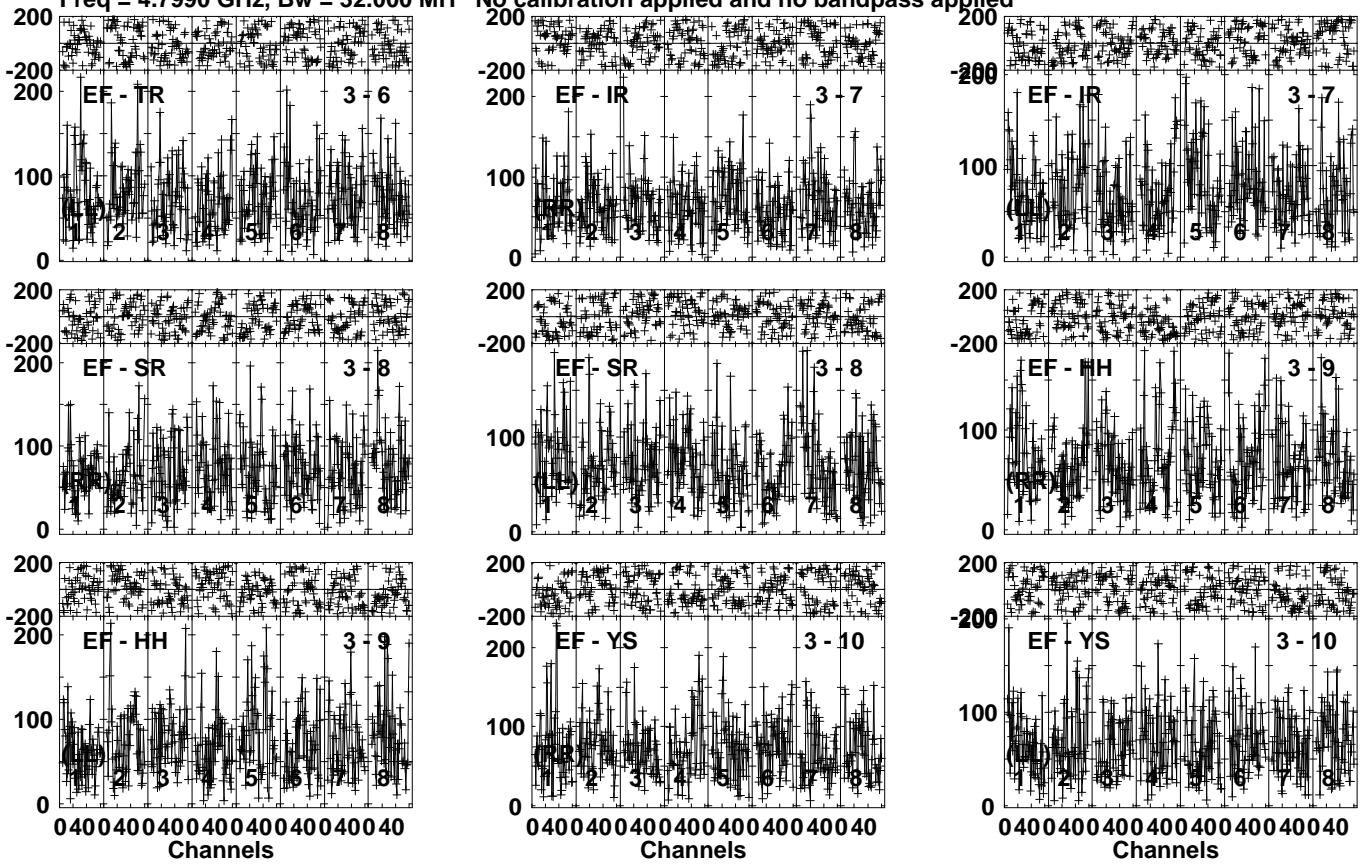 Freq = 4.7990 GHz, Bw = 32.000 MH No calibration applied and no bandpass applied
200 200 200
-200 -200 -200
200 200 200
EF - TR 3 - 6 EF - IR 3 - 7 EF - IR 3 - 7
100 100 100
(LL) (RR) (LL)
1 2 3 4 5 6 7 8 1 2 3 4 5 6 7 8 1 2 3 4 5 6 7 8
0 0 0
200 200 200
-200 -200 -200
200 200
EF - SR 3 - 8 EF - SR 3 - 8 EF - HH 3 - 9
100 100 100
(RR) (LL) (RR)
1 2 3 4 5 6 7 8 1 2 3 4 5 6 7 8 1 2 3 4 5 6 7 8
0 0 0
200 200 200
-200 -200 -200
200 200 200
EF - HH 3 - 9 EF - YS 3 - 10 EF - YS 3 - 10
100 100 100
(LL) (RR) (LL)
1 2 3 4 5 6 7 8 1 2 3 4 5 6 7 8 1 2 3 4 5 6 7 8
0 0 0
0 40 0 40 0 40 0 40 0 40 0 40 0 40 0 40 0 40 0 40 0 40 0 40 0 40 0 40 0 40 0 40 0 40 0 40 0 40 0 40 0 40 0 40 0 40 0 40
Channels Channels Channels